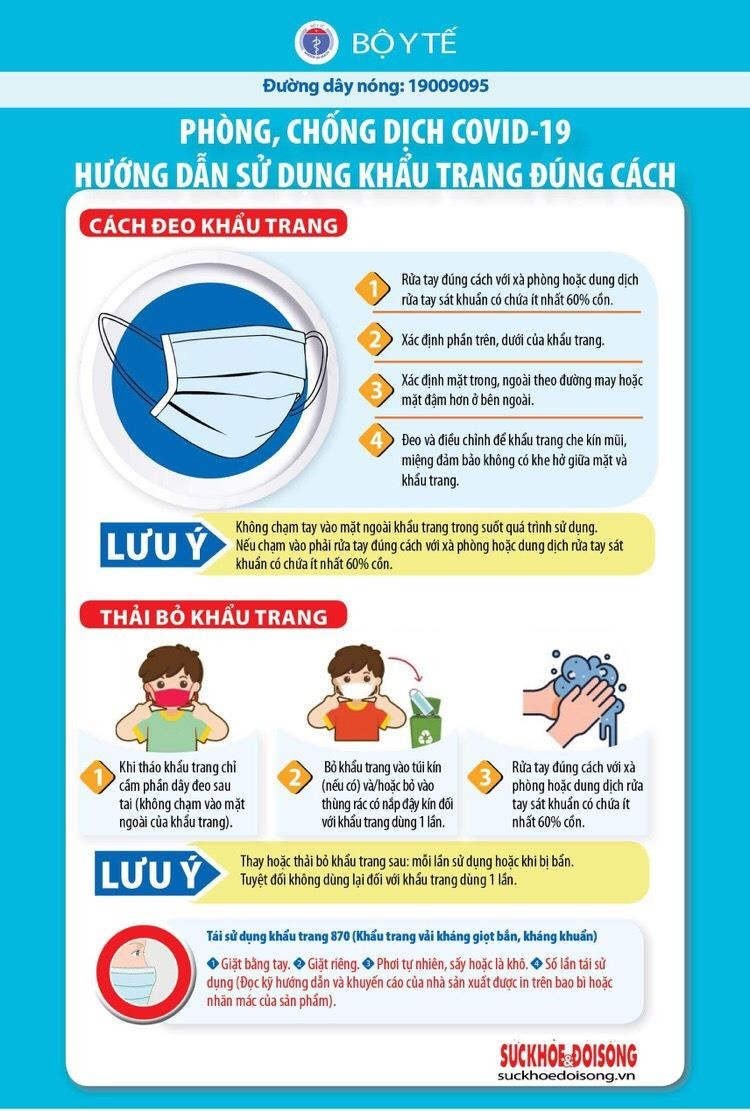 BỘ Y TẾ
BỘ Y TẾ
Đường dây nóng: 19009095
PHÒNG, CHỐNG DỊCH COVID-19
HƯỚNG DẪN SỬ DỤNG KHẨU TRANG ĐÚNG CÁCH
CÁCH ĐEO KHẨU TRANG
1 Rửa tay đúng cách với xà phòng hoặc dung dịch
rửa tay sát khuẩn có chứa ít nhất 60% cồn.
2 Xác định phần trên, dưới của khẩu trang.
3 Xác định mặt trong, ngoài theo đường may hoặc
mặt đậm hơn ở bên ngoài.
4 Đeo và điều chỉnh để khẩu trang che kín mũi,
miệng đảm bảo không có khe hở giữa mặt và
khẩu trang.
LƯU Ý
Không chạm tay vào mặt ngoài khẩu trang trong suốt quá trình sử dụng.
Nếu chạm vào phải rửa tay đúng cách với xà phòng hoặc dung dịch rửa tay sát
khuẩn có chứa ít nhất 60% cồn.
THẢI BỎ KHẨU TRANG
1 Khi tháo khẩu trang chỉ
cầm phần dây đeo sau
tai (không chạm vào mặt
ngoài của khẩu trang).
2 Bỏ khẩu trang vào túi kín
(nếu có) và/hoặc bỏ vào
thùng rác có nắp đậy kín đối
với khẩu trang dùng 1 lần.
3 Rửa tay đúng cách với xà
phòng hoặc dung dịch rửa
tay sát khuẩn có chứa ít
nhất 60% cồn.
LƯU Ý
Thay hoặc thải bỏ khẩu trang sau: mỗi lần sử dụng hoặc khi bị bẩn.
Tuyệt đối không dùng lại đối với khẩu trang dùng 1 lần.
Tái sử dụng khẩu trang 870 (Khẩu trang vải kháng giọt bắn, kháng khuẩn)
1 Giặt bằng tay. 2 Giặt riêng. 3 Phơi tự nhiên, sấy hoặc là khô. 4 Số lần tái sử
dụng (Đọc kỹ hướng dẫn và khuyến cáo của nhà sản xuất được in trên bao bì hoặc
nhãn mác của sản phẩm).
SỨC KHỎE & ĐỜI SỐNG
suckhoedoisong.vn